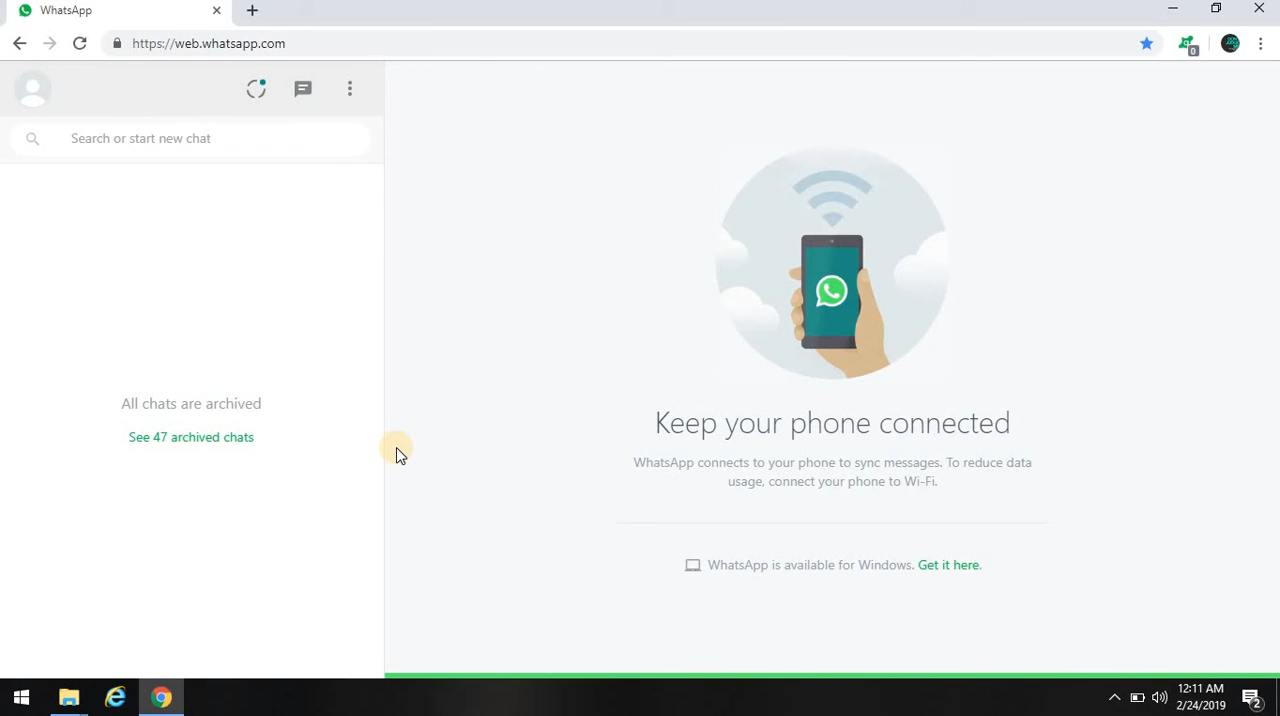 WhatsApp
https://web.whatsapp.com
0
Search or start new chat
All chats are archived
See 47 archived chats
Keep your phone connected
WhatsApp connects to your phone to sync messages. To reduce data
usage, connect your phone to Wi-Fi.
WhatsApp is available for Windows. Get it here.
12:11 AM
2/24/2019
2